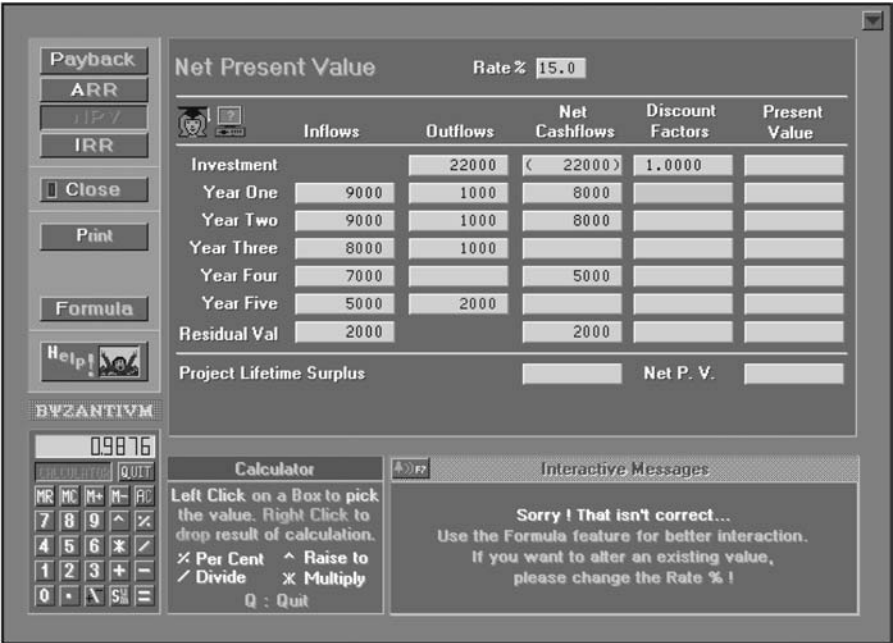 Payback
ARR
NPV
IRR
Close
Print
Formula
Help!
BYZANTIVM
Net Present Value Rate % 15.0
Inflows Outflows Net Cashflows Discount Factors Present Value
Investment 22000 ( 22000) 1.0000
Year One 9000 1000 8000
Year Two 9000 1000 8000
Year Three 8000 1000
Year Four 7000 5000
Year Five 5000 2000
Residual Val 2000 2000
Project Lifetime Surplus Net P. V.
0.9876
CALCULATOR QUIT
MR MC M+ M- AC
7 8 9 ^ %
4 5 6 * /
1 2 3 + -
0 . =
Calculator
Left Click on a Box to pick
the value. Right Click to
drop result of calculation.
% Per Cent ^ Raise to
/ Divide * Multiply
Q : Quit
F7 Interactive Messages
Sorry ! That isn't correct...
Use the Formula feature for better interaction.
If you want to alter an existing value,
please change the Rate % !